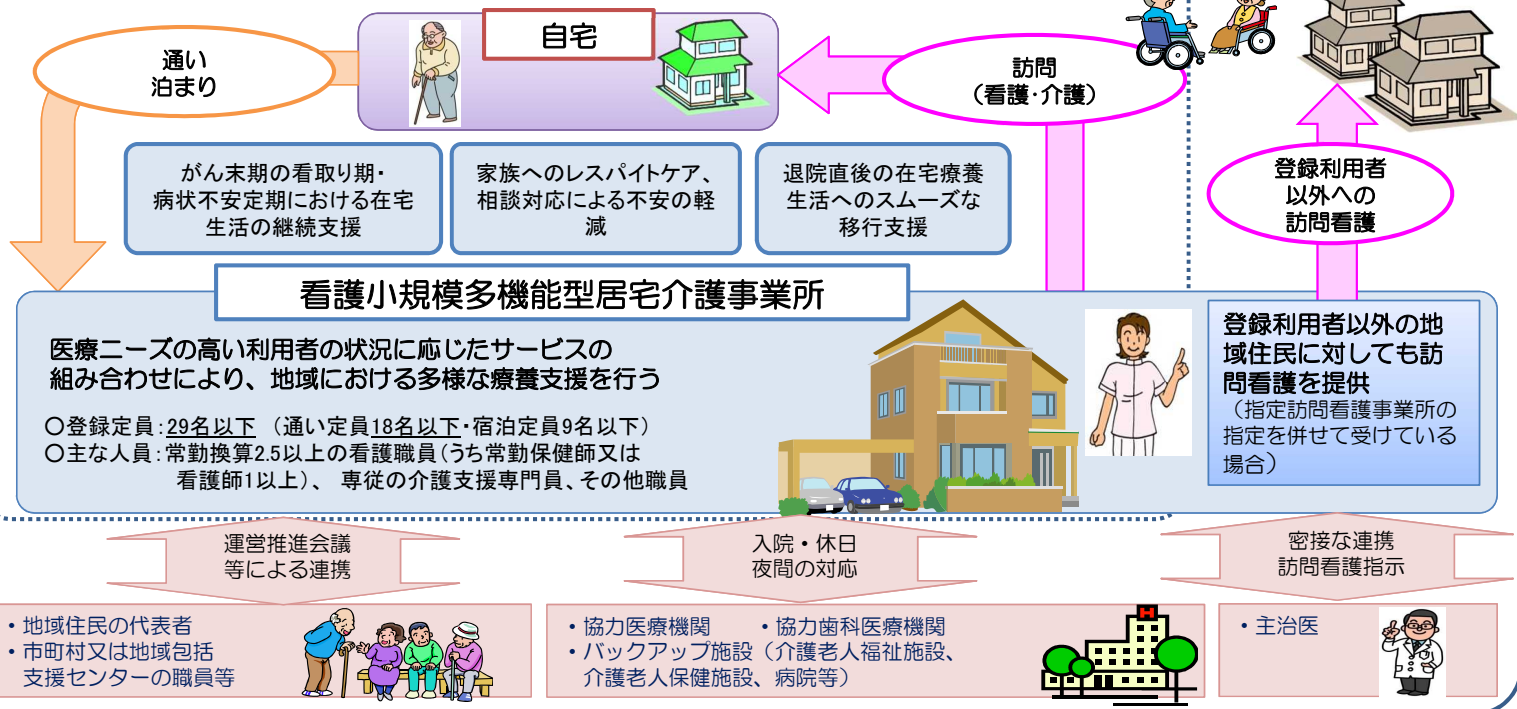 自宅
通い
泊まり
訪問
（看護・介護）
がん末期の看取り期・
病状不安定期における在宅
生活の継続支援
家族へのレスパイトケア、
相談対応による不安の軽
減
退院直後の在宅療養
生活へのスムーズな
移行支援
登録利用者
以外への
訪問看護
看護小規模多機能型居宅介護事業所
医療ニーズの高い利用者の状況に応じたサービスの
組み合わせにより、地域における多様な療養支援を行う
○登録定員：29名以下 （通い定員18名以下・宿泊定員9名以下）
○主な人員：常勤換算2.5以上の看護職員（うち常勤保健師又は
看護師1以上）、 専従の介護支援専門員、その他職員
登録利用者以外の地
域住民に対しても訪
問看護を提供
（指定訪問看護事業所の
指定を併せて受けている
場合）
運営推進会議
等による連携
入院・休日
夜間の対応
密接な連携
訪問看護指示
・地域住民の代表者
・市町村又は地域包括
支援センターの職員等
・協力医療機関 ・協力歯科医療機関
・バックアップ施設（介護老人福祉施設、
介護老人保健施設、病院等）
H
・主治医